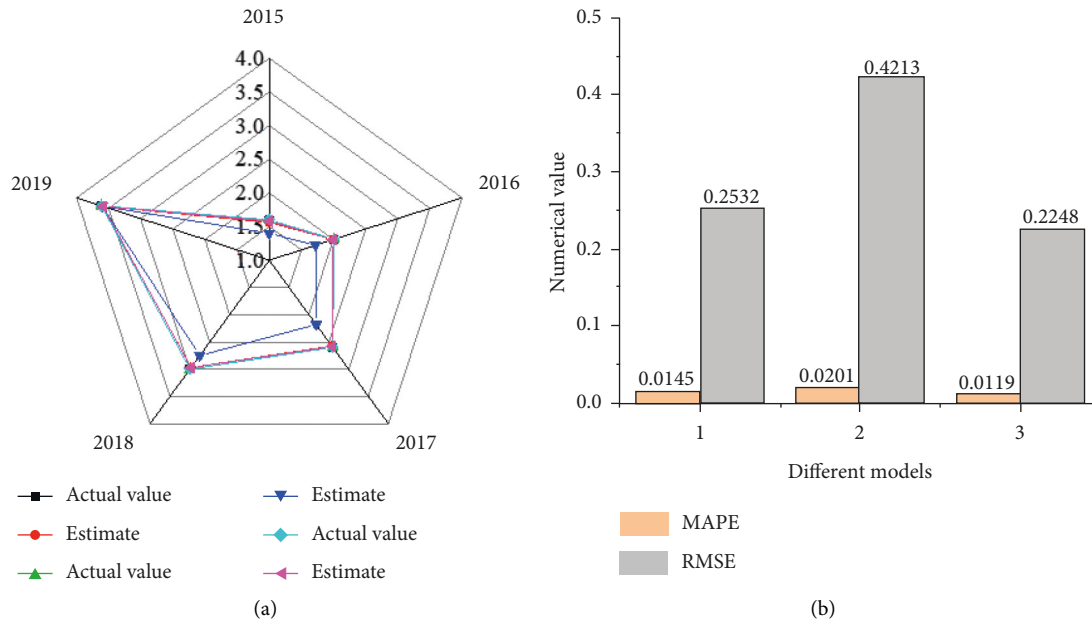 2015
4.0
3.5
3.0
2.5
2.0
1.5
1.0
2019
2016
2018
2017
Actual value
Estimate
Actual value
Estimate
Actual value
Estimate
(a)
0.5
0.4
0.3
0.2
0.1
0.0
Numerical value
0.0145
0.2532
0.0201
0.4213
0.0119
0.2248
1
2
3
Different models
MAPE
RMSE
(b)